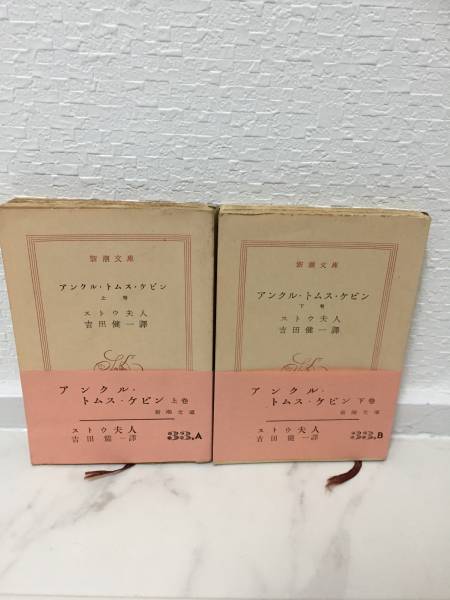 新潮文庫
アンクル・トムス・ケビン
上巻
ストウ夫人
吉田健一譯
アンクル・
トムス・ケビン 上巻
新潮文庫
ストウ夫人
吉田健一譯
33,A
新潮文庫
アンクル・トムス・ケビン
下巻
ストウ夫人
吉田健一譯
アンクル・
トムス・ケビン 下巻
新潮文庫
ストウ夫人
吉田健一譯
33,B